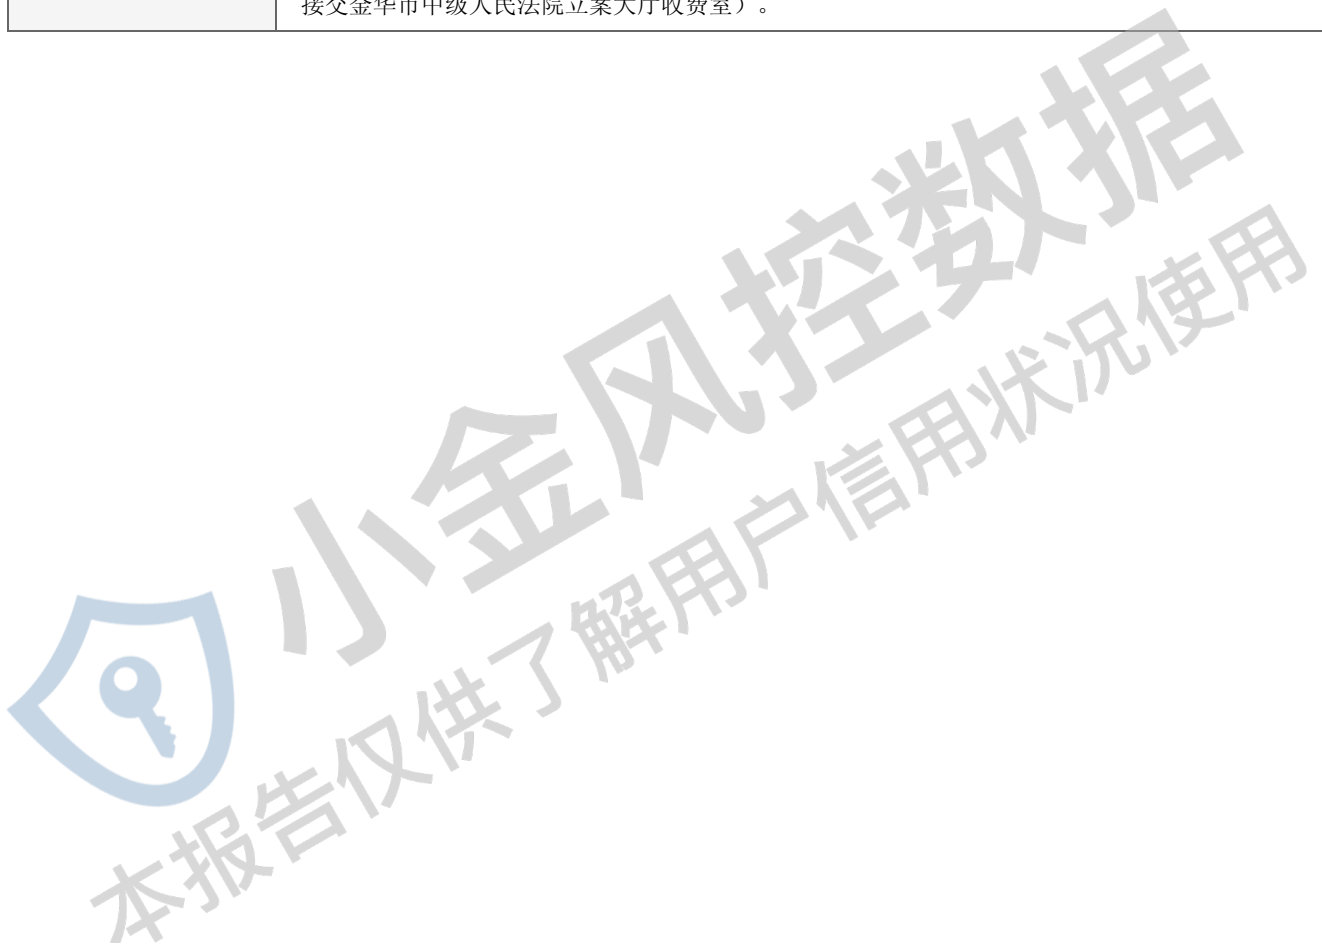 接交金华市中级人民法院立案大厅收费室）。
小金风控数据
本报告仅供了解用户信用状况使用